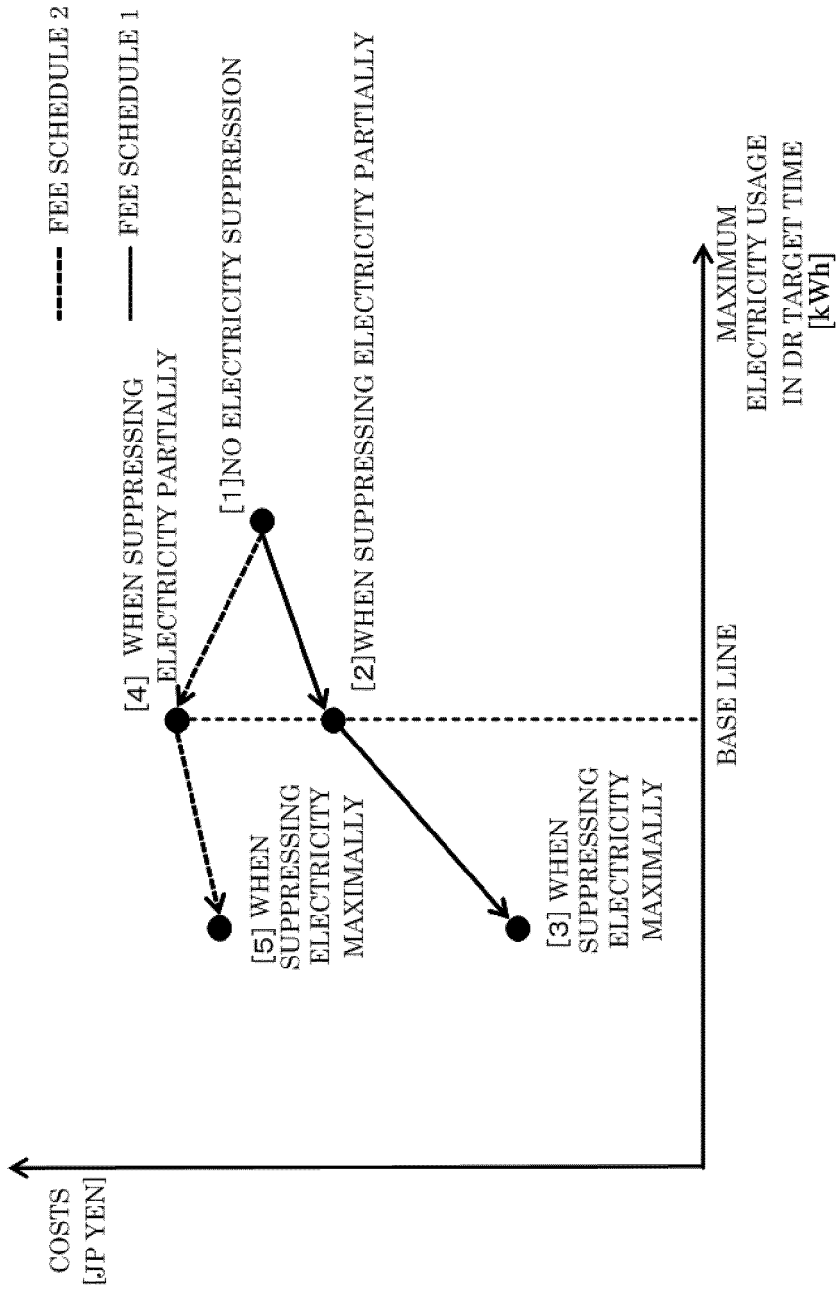 COSTS
[JP YEN]
FEE SCHEDULE 2
FEE SCHEDULE 1
[4] WHEN SUPPRESSING
ELECTRICITY PARTIALLY
[1]NO ELECTRICITY SUPPRESSION
[5] WHEN
SUPPRESSING
ELECTRICITY
MAXIMALLY
[2]WHEN SUPPRESSING ELECTRICITY PARTIALLY
[3] WHEN
SUPPRESSING
ELECTRICITY
MAXIMALLY
BASE LINE
MAXIMUM
ELECTRICITY USAGE
IN DR TARGET TIME
[kWh]